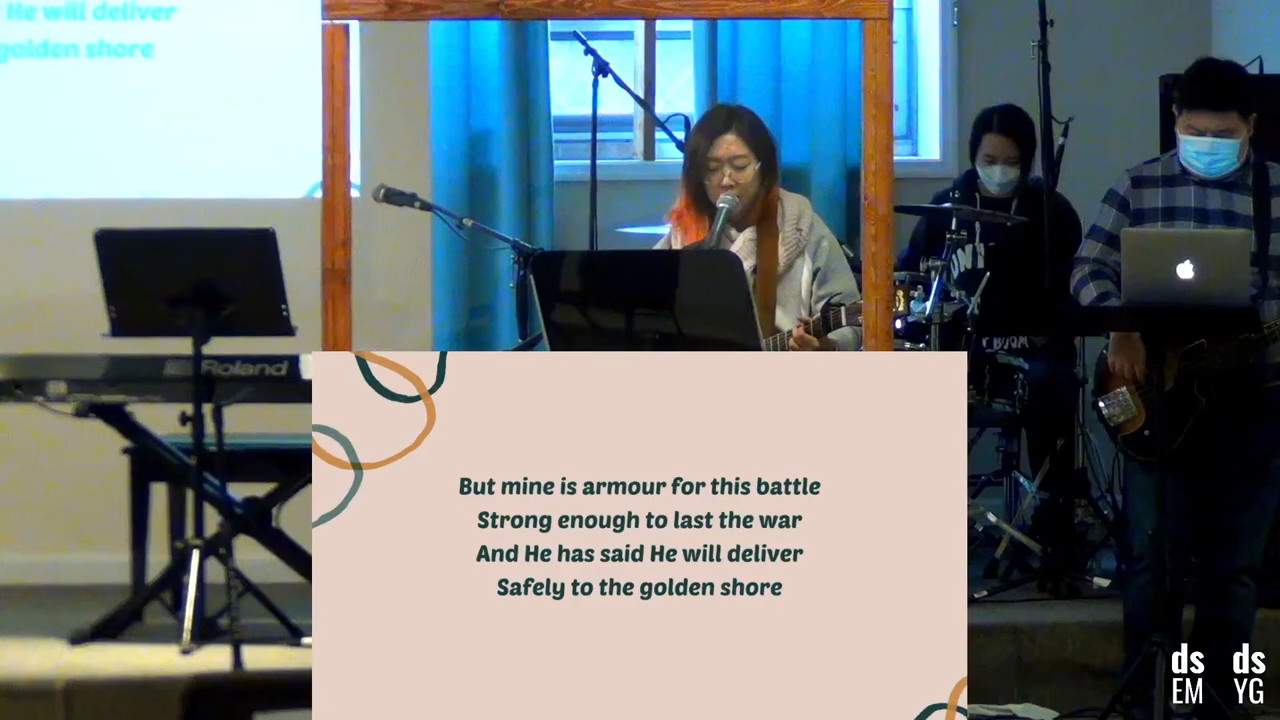 He will deliver
golden shore
Roland
But mine is armour for this battle
Strong enough to last the war
And He has said He will deliver
Safely to the golden shore
ds ds
EM YG